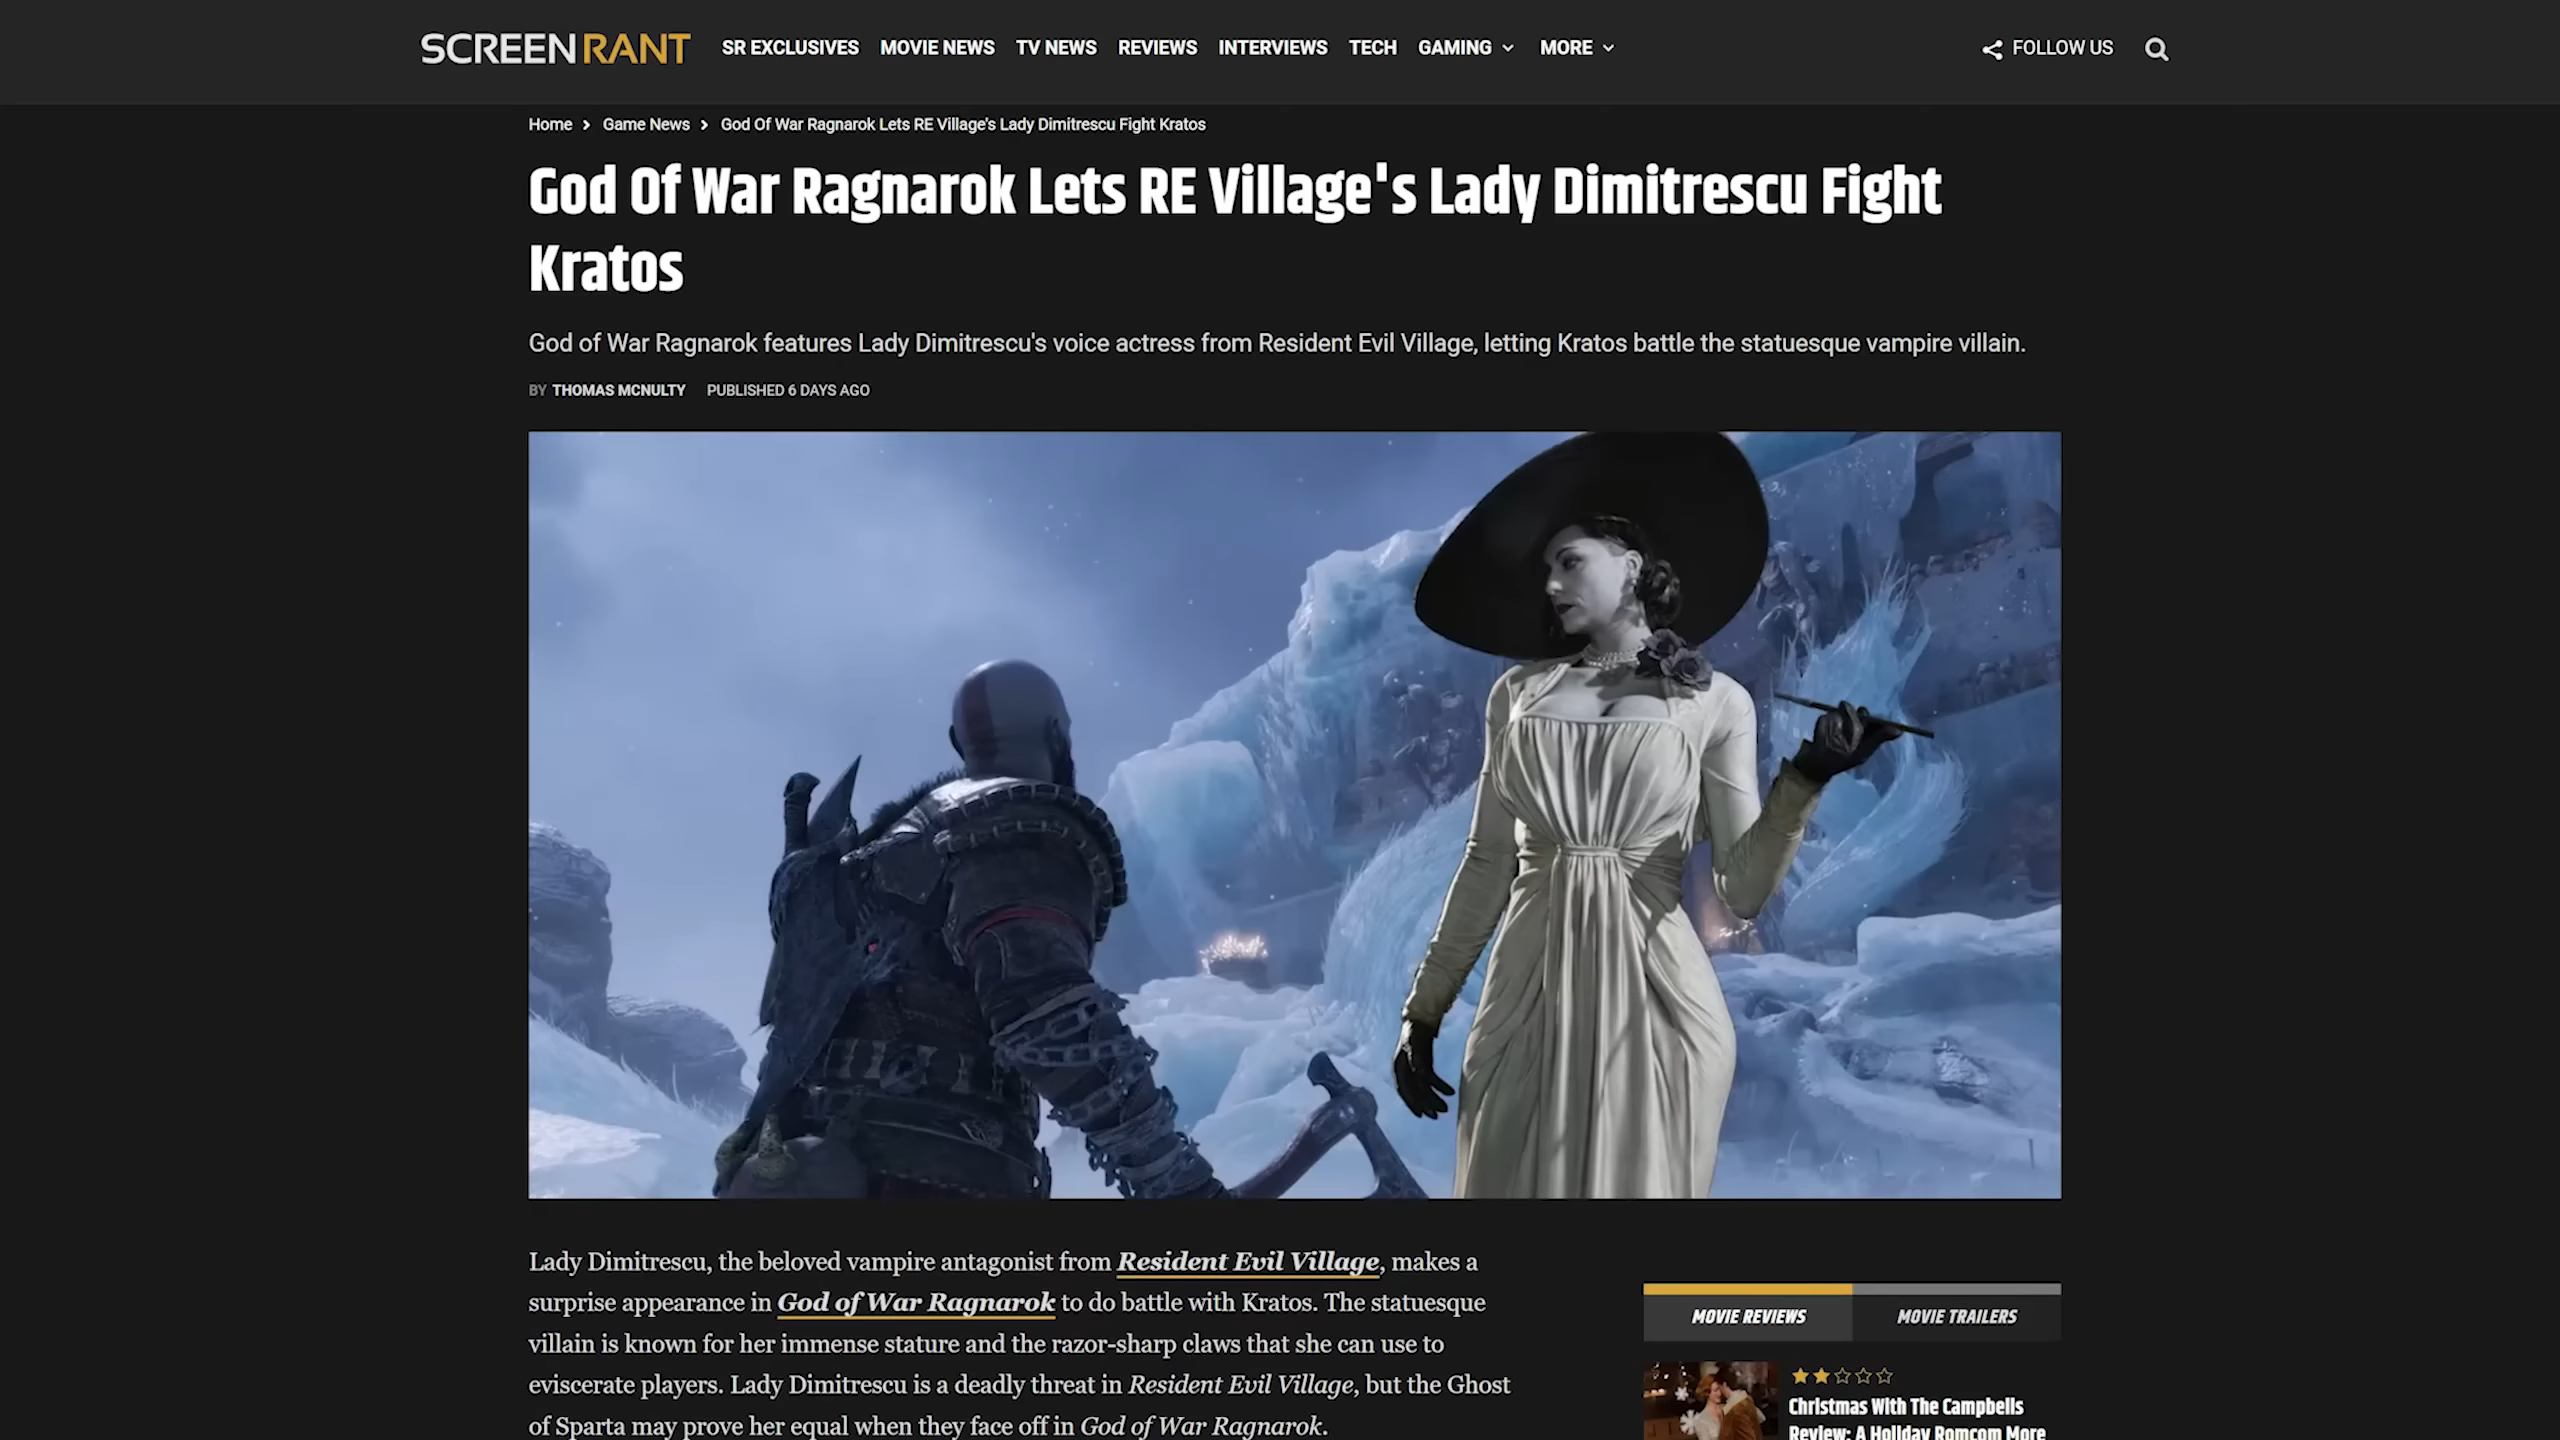 SCREENRANT
SR EXCLUSIVES MOVIE NEWS TV NEWS REVIEWS INTERVIEWS TECH GAMING MORE
FOLLOW US
Home > Game News > God Of War Ragnarok Lets RE Village's Lady Dimitrescu Fight Kratos
God Of War Ragnarok Lets RE Village's Lady Dimitrescu Fight
Kratos
God of War Ragnarok features Lady Dimitrescu's voice actress from Resident Evil Village, letting Kratos battle the statuesque vampire villain.
BY THOMAS MCNULTY PUBLISHED 6 DAYS AGO
Lady Dimitrescu, the beloved vampire antagonist from Resident Evil Village, makes a
surprise appearance in God of War Ragnarok to do battle with Kratos. The statuesque
villain is known for her immense stature and the razor-sharp claws that she can use to
eviscerate players. Lady Dimitrescu is a deadly threat in Resident Evil Village, but the Ghost
of Sparta may prove her equal when they face off in God of War Ragnarok.
MOVIE REVIEWS MOVIE TRAILERS
Christmas With The Campbells
Review: A Holiday Romcom More